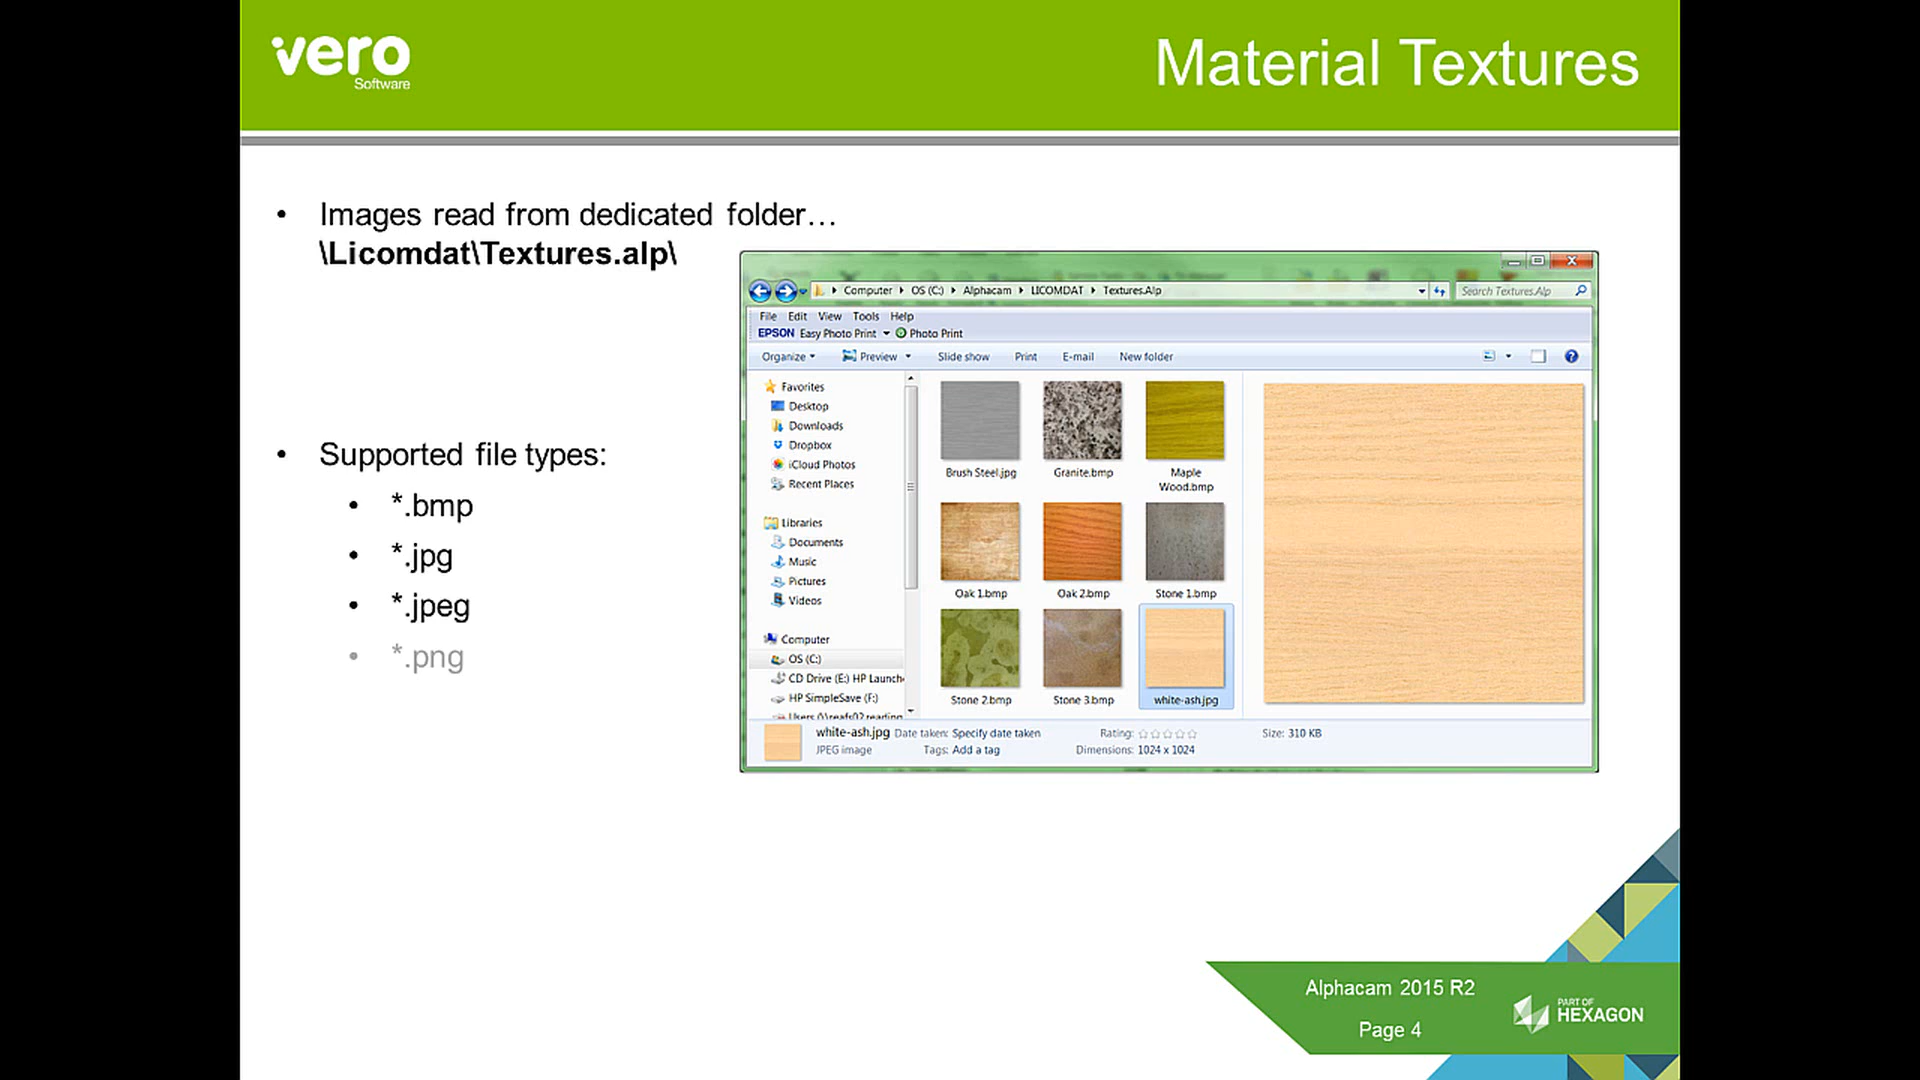 vero
Software
Material Textures
• Images read from dedicated folder…
\Licomdat\Textures.alp\
• Supported file types:
• *.bmp
• *.jpg
• *.jpeg
• *.png
Computer OS (C:) Alphacam LICOMDAT Textures.Alp
Search Textures.Alp
File Edit View Tools Help
EPSON Easy Photo Print Photo Print
Organize Preview Slide show Print E-mail New folder
Favorites
Desktop
Downloads
Dropbox
iCloud Photos
Recent Places
Libraries
Documents
Music
Pictures
Videos
Computer
OS (C:)
CD Drive (E:) HP Launch
HP SimpleSave (F:)
Brush Steel.jpg
Granite.bmp
Maple
Wood.bmp
Oak 1.bmp
Oak 2.bmp
Stone 1.bmp
Stone 2.bmp
Stone 3.bmp
white-ash.jpg
white-ash.jpg Date taken: Specify date taken Rating: Size: 310 KB
JPEG image Tags: Add a tag Dimensions: 1024 x 1024
Alphacam 2015 R2
Page 4
PART OF
HEXAGON